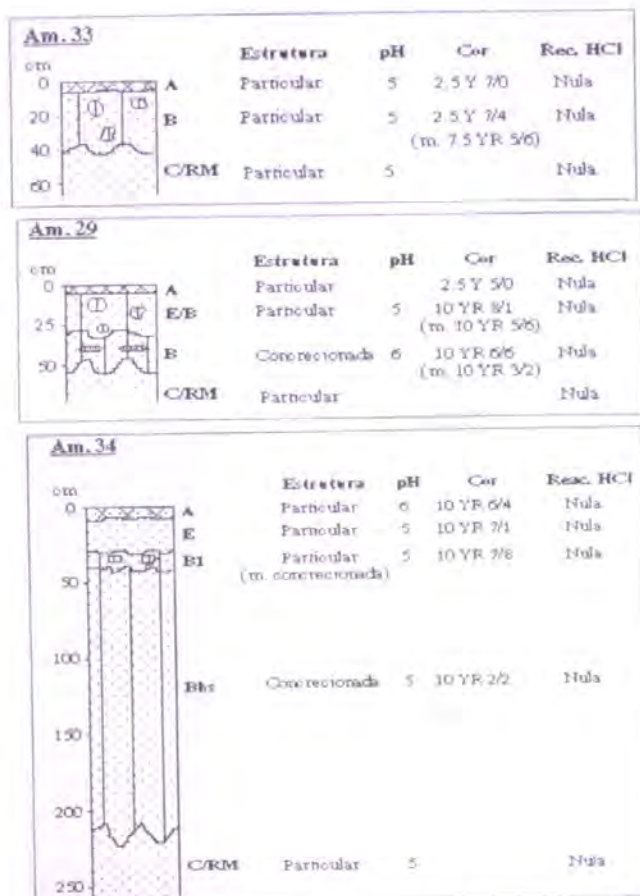 Am.33
Estrutura pH Cor Rec. HCl
cm
0 A Particular 5 2.5 Y 7/0 Nula
20 B Particular 5 2.5 Y 7/4 Nula
(m. 7.5 YR 5/6)
40
C/RM Particular 5 Nula
60
Am.29
Estrutura pH Cor Rec. HCl
cm
0 A Particular 2.5 Y 5/0 Nula
E/B Particular 5 10 YR 8/1 Nula
25 (m. 10 YR 5/6)
B Concrecionada 6 10 YR 6/6 Nula
50 (m. 10 YR 3/2)
C/RM Particular Nula
Am.34
cm Estrutura pH Cor Reac. HCl
0 A Particular 6 10 YR 6/4 Nula
E Particular 5 10 YR 7/1 Nula
B1 Particular 5 10 YR 7/8 Nula
50 (m. concrecionada)
100
Bhs Concrecionada 5 10 YR 2/2 Nula
150
200
C/RM Particular 5 Nula
250